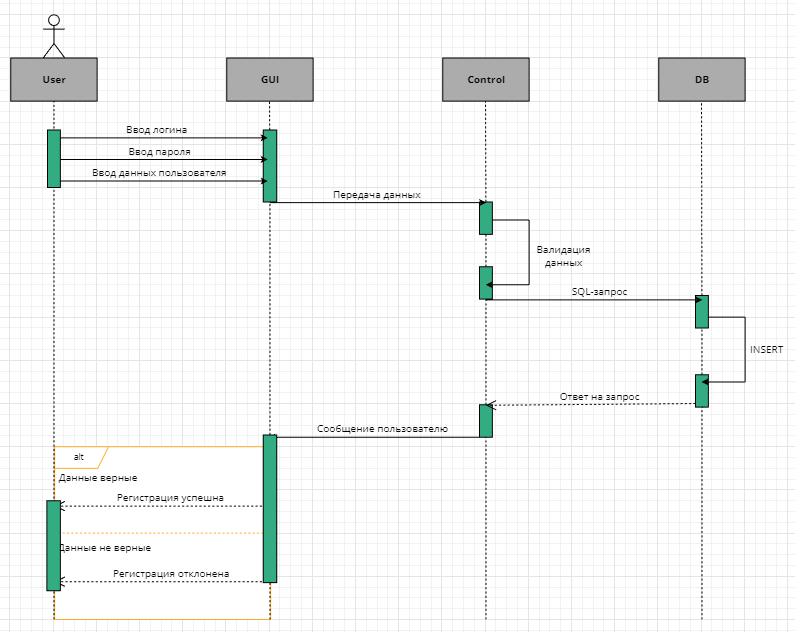 User
GUI
Control
DB
Ввод логина
Ввод пароля
Ввод данных пользователя
Передача данных
Валидация
данных
SQL-запрос
INSERT
Ответ на запрос
Сообщение пользователю
alt
Данные верные
Регистрация успешна
Данные не верные
Регистрация отклонена